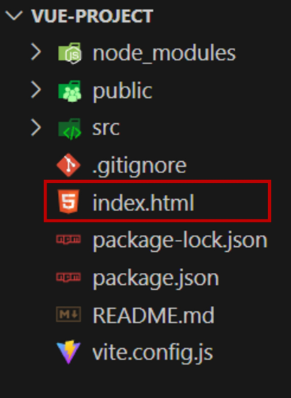 VUE-PROJECT
node_modules
public
src
.gitignore
index.html
package-lock.json
package.json
README.md
vite.config.js